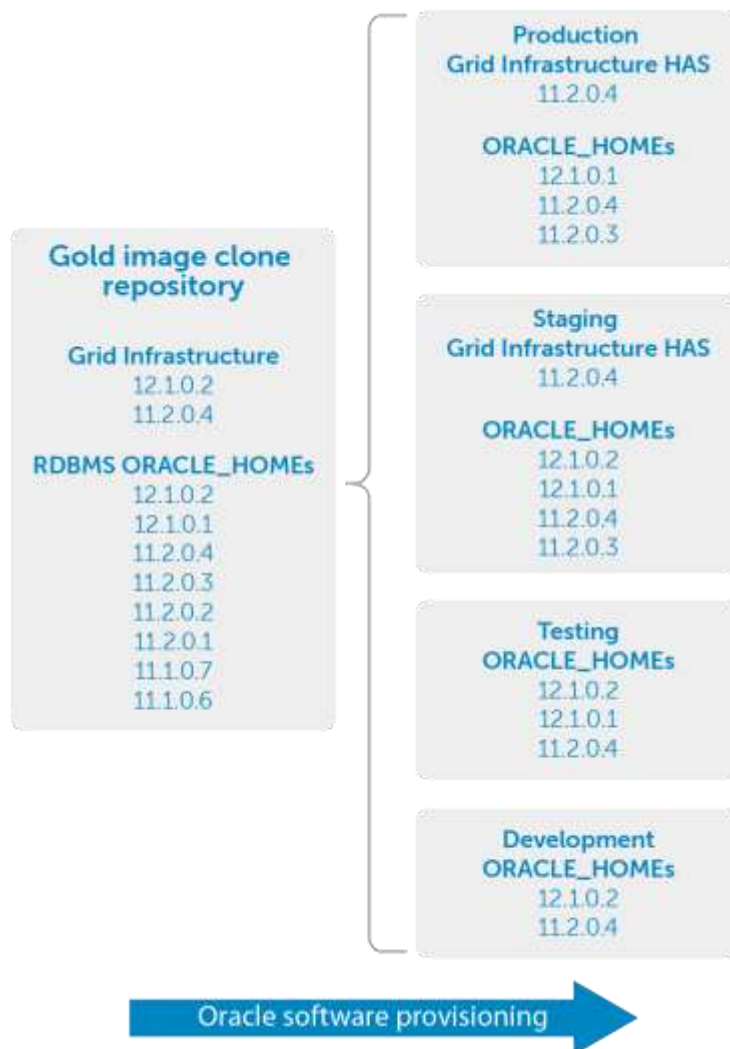 Gold image clone
repository
Grid Infrastructure
12.1.0.2
11.2.0.4
RDBMS ORACLE_HOMEs
12.1.0.2
12.1.0.1
11.2.0.4
11.2.0.3
11.2.0.2
11.2.0.1
11.1.0.7
11.1.0.6
Production
Grid Infrastructure HAS
11.2.0.4
ORACLE_HOMEs
12.1.0.1
11.2.0.4
11.2.0.3
Staging
Grid Infrastructure HAS
11.2.0.4
ORACLE_HOMEs
12.1.0.2
12.1.0.1
11.2.0.4
11.2.0.3
Testing
ORACLE_HOMEs
12.1.0.2
12.1.0.1
11.2.0.4
Development
ORACLE_HOMEs
12.1.0.2
11.2.0.4
Oracle software provisioning